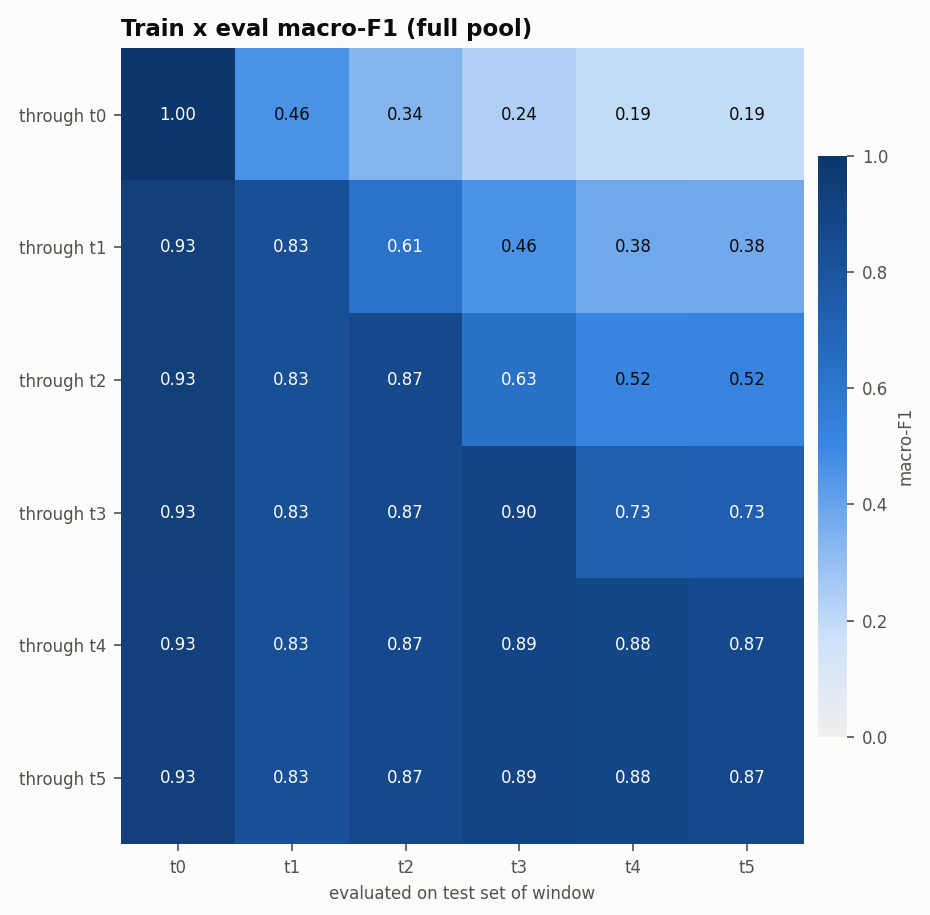 Train x eval macro-F1 (full pool)
through t0 1.00 0.46 0.34 0.24 0.19 0.19
through t1 0.93 0.83 0.61 0.46 0.38 0.38
through t2 0.93 0.83 0.87 0.63 0.52 0.52
through t3 0.93 0.83 0.87 0.90 0.73 0.73
through t4 0.93 0.83 0.87 0.89 0.88 0.87
through t5 0.93 0.83 0.87 0.89 0.88 0.87
t0 t1 t2 t3 t4 t5
evaluated on test set of window
1.0
0.8
0.6
0.4
0.2
0.0
macro-F1